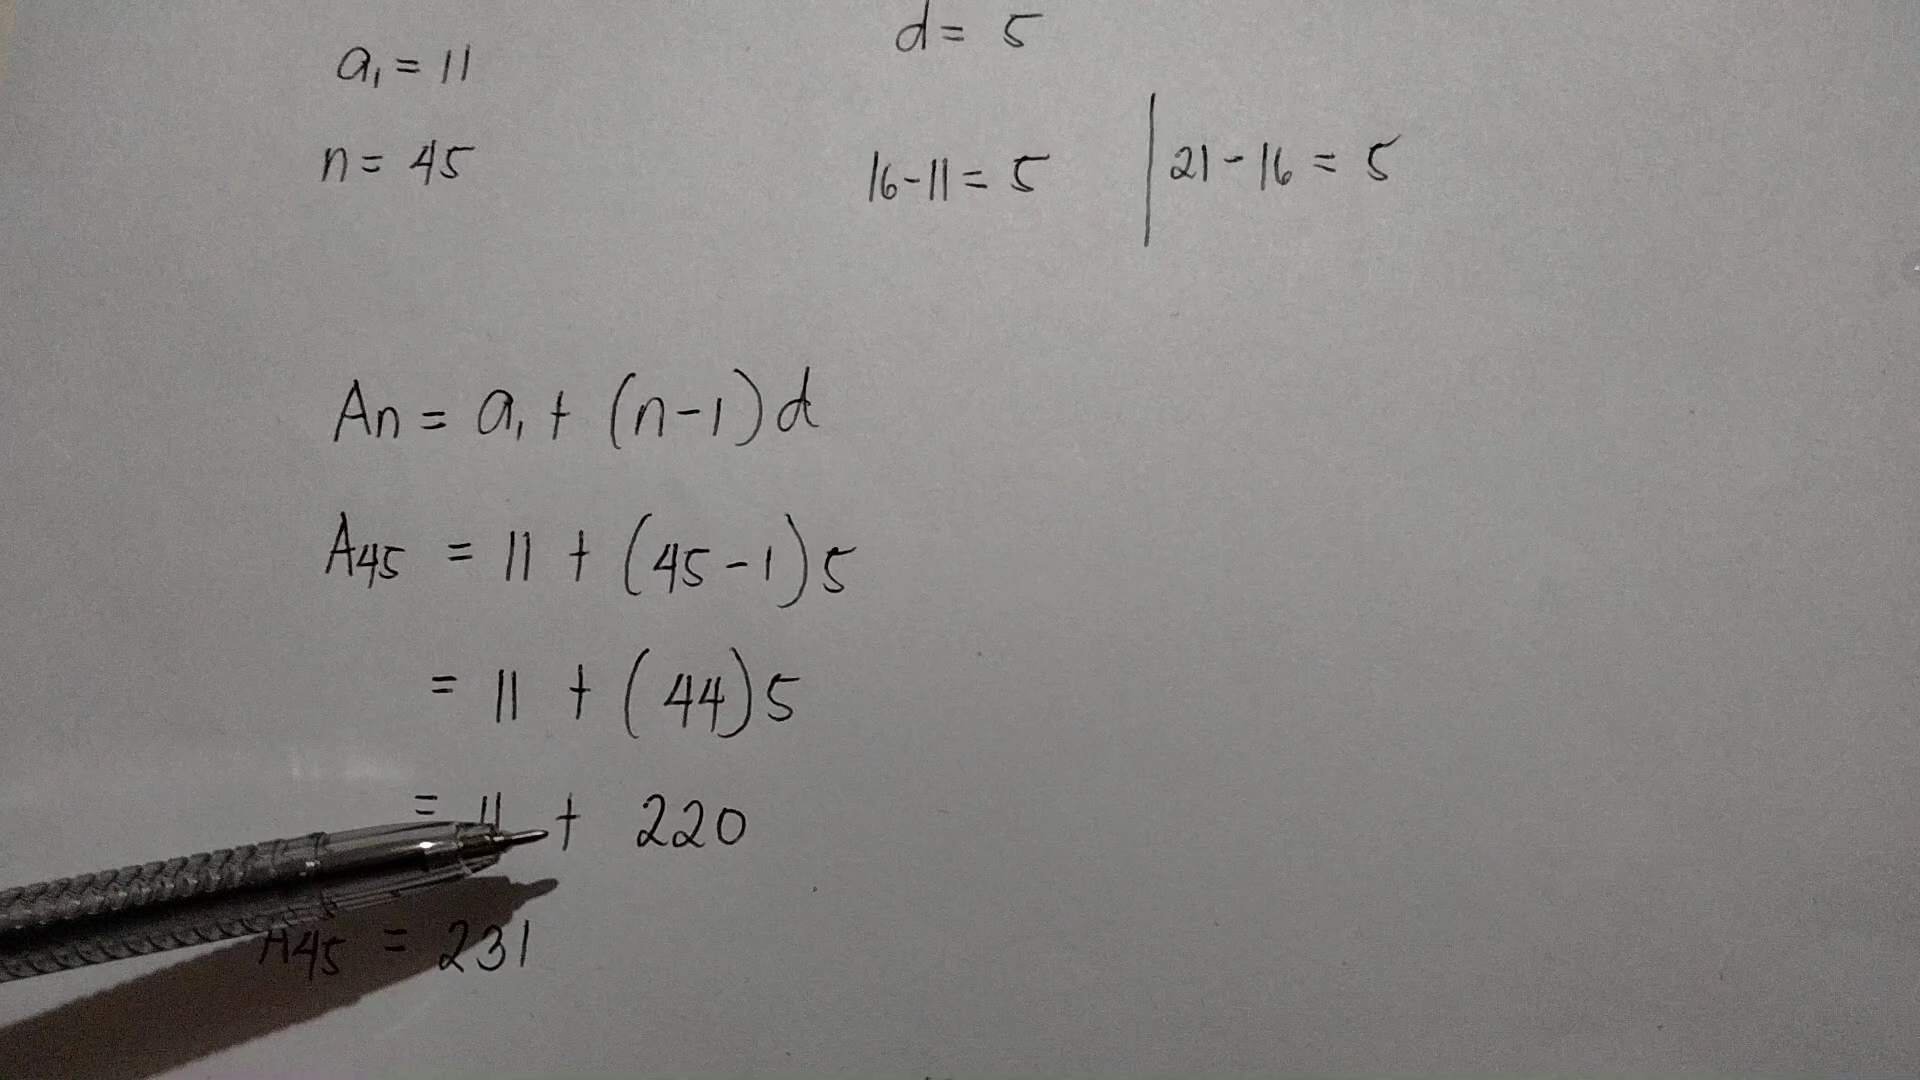 a₁ = 11
d = 5
n = 45
16-11 = 5 | 21-16 = 5
An = a₁ + (n-1)d
A45 = 11 + (45-1)5
= 11 + (44)5
= 11 + 220
A45 = 231